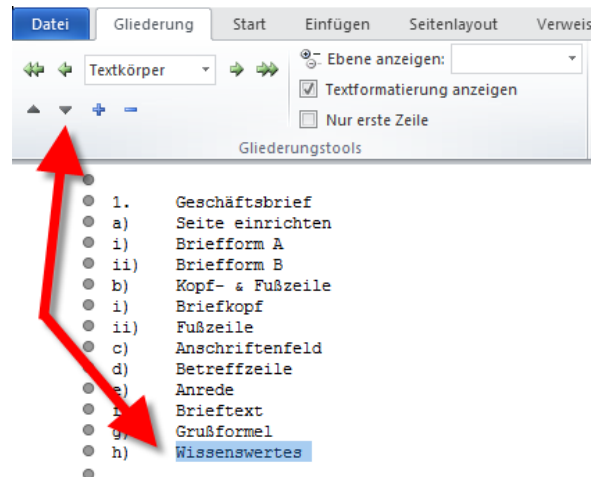 Datei Gliederung Start Einfügen Seitenlayout Verweis
Textkörper
Ebene anzeigen:
Textformatierung anzeigen
Nur erste Zeile
Gliederungstools
1. Geschäftsbrief
a) Seite einrichten
i) Briefform A
ii) Briefform B
b) Kopf- & Fußzeile
i) Briefkopf
ii) Fußzeile
c) Anschriftenfeld
d) Betreffzeile
e) Anrede
f) Brieftext
g) Grußformel
h) Wissenswertes